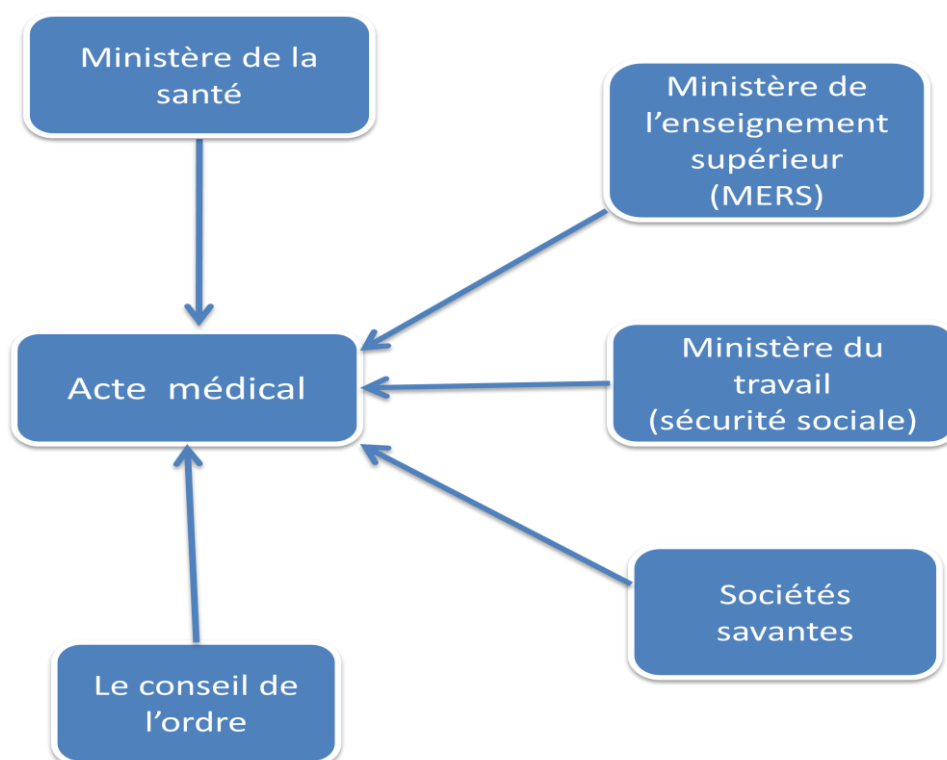 Ministère de la
santé
Ministère de
l’enseignement
supérieur
(MERS)
Acte  médical
Ministère du
travail
(sécurité sociale)
Sociétés
savantes
Le conseil de
l’ordre